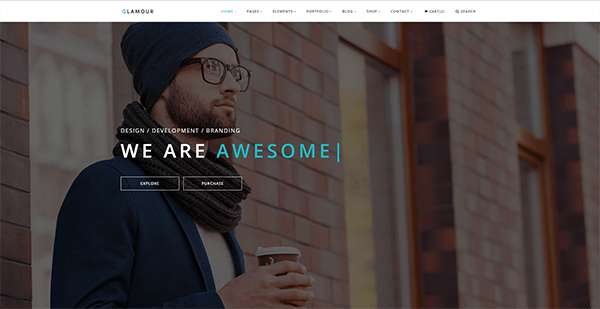 GLAMOUR
HOME PAGES ELEMENTS PORTFOLIO BLOG SHOP CONTACT CART(2) SEARCH
DESIGN / DEVELOPMENT / BRANDING
WE ARE AWESOME|
EXPLORE PURCHASE